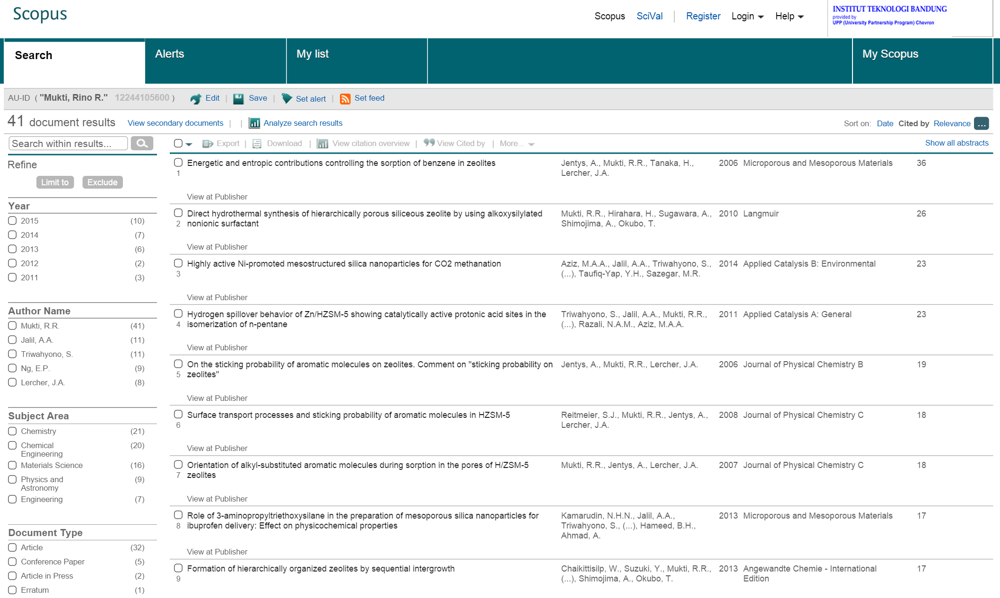 Scopus
Scopus SciVal | Register Login Help
INSTITUT TEKNOLOGI BANDUNG
provided by
UPP (University Partnership Program) Chevron
Search Alerts My list My Scopus
AU-ID ( "Mukti, Rino R." 12244105600 ) Edit | Save | Set alert | Set feed
41 document results View secondary documents | | Analyze search results Sort on: Date Cited by Relevance ...
Search within results...
Export | Download | View citation overview | View Cited by | More... Show all abstracts
Refine
Limit to Exclude
Year
2015 (10)
2014 (7)
2013 (6)
2012 (2)
2011 (3)
Author Name
Mukti, R.R. (41)
Jalil, A.A. (11)
Triwahyono, S. (11)
Ng, E.P. (9)
Lercher, J.A. (8)
Subject Area
Chemistry (21)
Chemical (20)
Engineering
Materials Science (16)
Physics and (9)
Astronomy
Engineering (7)
Document Type
Article (32)
Conference Paper (5)
Article in Press (2)
Erratum (1)
Energetic and entropic contributions controlling the sorption of benzene in zeolites Jentys, A., Mukti, R.R., Tanaka, H., 2006 Microporous and Mesoporous Materials 36
1 Lercher, J.A.
View at Publisher
Direct hydrothermal synthesis of hierarchically porous siliceous zeolite by using alkoxysilylated Mukti, R.R., Hirahara, H., Sugawara, A., 2010 Langmuir 26
2 nonionic surfactant Shimojima, A., Okubo, T.
View at Publisher
Highly active Ni-promoted mesostructured silica nanoparticles for CO2 methanation Aziz, M.A.A., Jalil, A.A., Triwahyono, S., 2014 Applied Catalysis B: Environmental 23
3 (...), Taufiq-Yap, Y.H., Sazegar, M.R.
View at Publisher
Hydrogen spillover behavior of Zn/HZSM-5 showing catalytically active protonic acid sites in the Triwahyono, S., Jalil, A.A., Mukti, R.R., 2011 Applied Catalysis A: General 23
4 isomerization of n-pentane (...), Razali, N.A.M., Aziz, M.A.A.
View at Publisher
On the sticking probability of aromatic molecules on zeolites. Comment on "sticking probability on Jentys, A., Mukti, R.R., Lercher, J.A. 2006 Journal of Physical Chemistry B 19
5 zeolites"
View at Publisher
Surface transport processes and sticking probability of aromatic molecules in HZSM-5 Reitmeier, S.J., Mukti, R.R., Jentys, A., 2008 Journal of Physical Chemistry C 18
6 Lercher, J.A.
View at Publisher
Orientation of alkyl-substituted aromatic molecules during sorption in the pores of H/ZSM-5 Mukti, R.R., Jentys, A., Lercher, J.A. 2007 Journal of Physical Chemistry C 18
7 zeolites
View at Publisher
Role of 3-aminopropyltriethoxysilane in the preparation of mesoporous silica nanoparticles for Kamarudin, N.H.N., Jalil, A.A., 2013 Microporous and Mesoporous Materials 17
8 ibuprofen delivery: Effect on physicochemical properties Triwahyono, S., (...), Hameed, B.H.,
Ahmad, A.
View at Publisher
Formation of hierarchically organized zeolites by sequential intergrowth Chaikittisilp, W., Suzuki, Y., Mukti, R.R., 2013 Angewandte Chemie - International 17
9 (...), Shimojima, A., Okubo, T. Edition